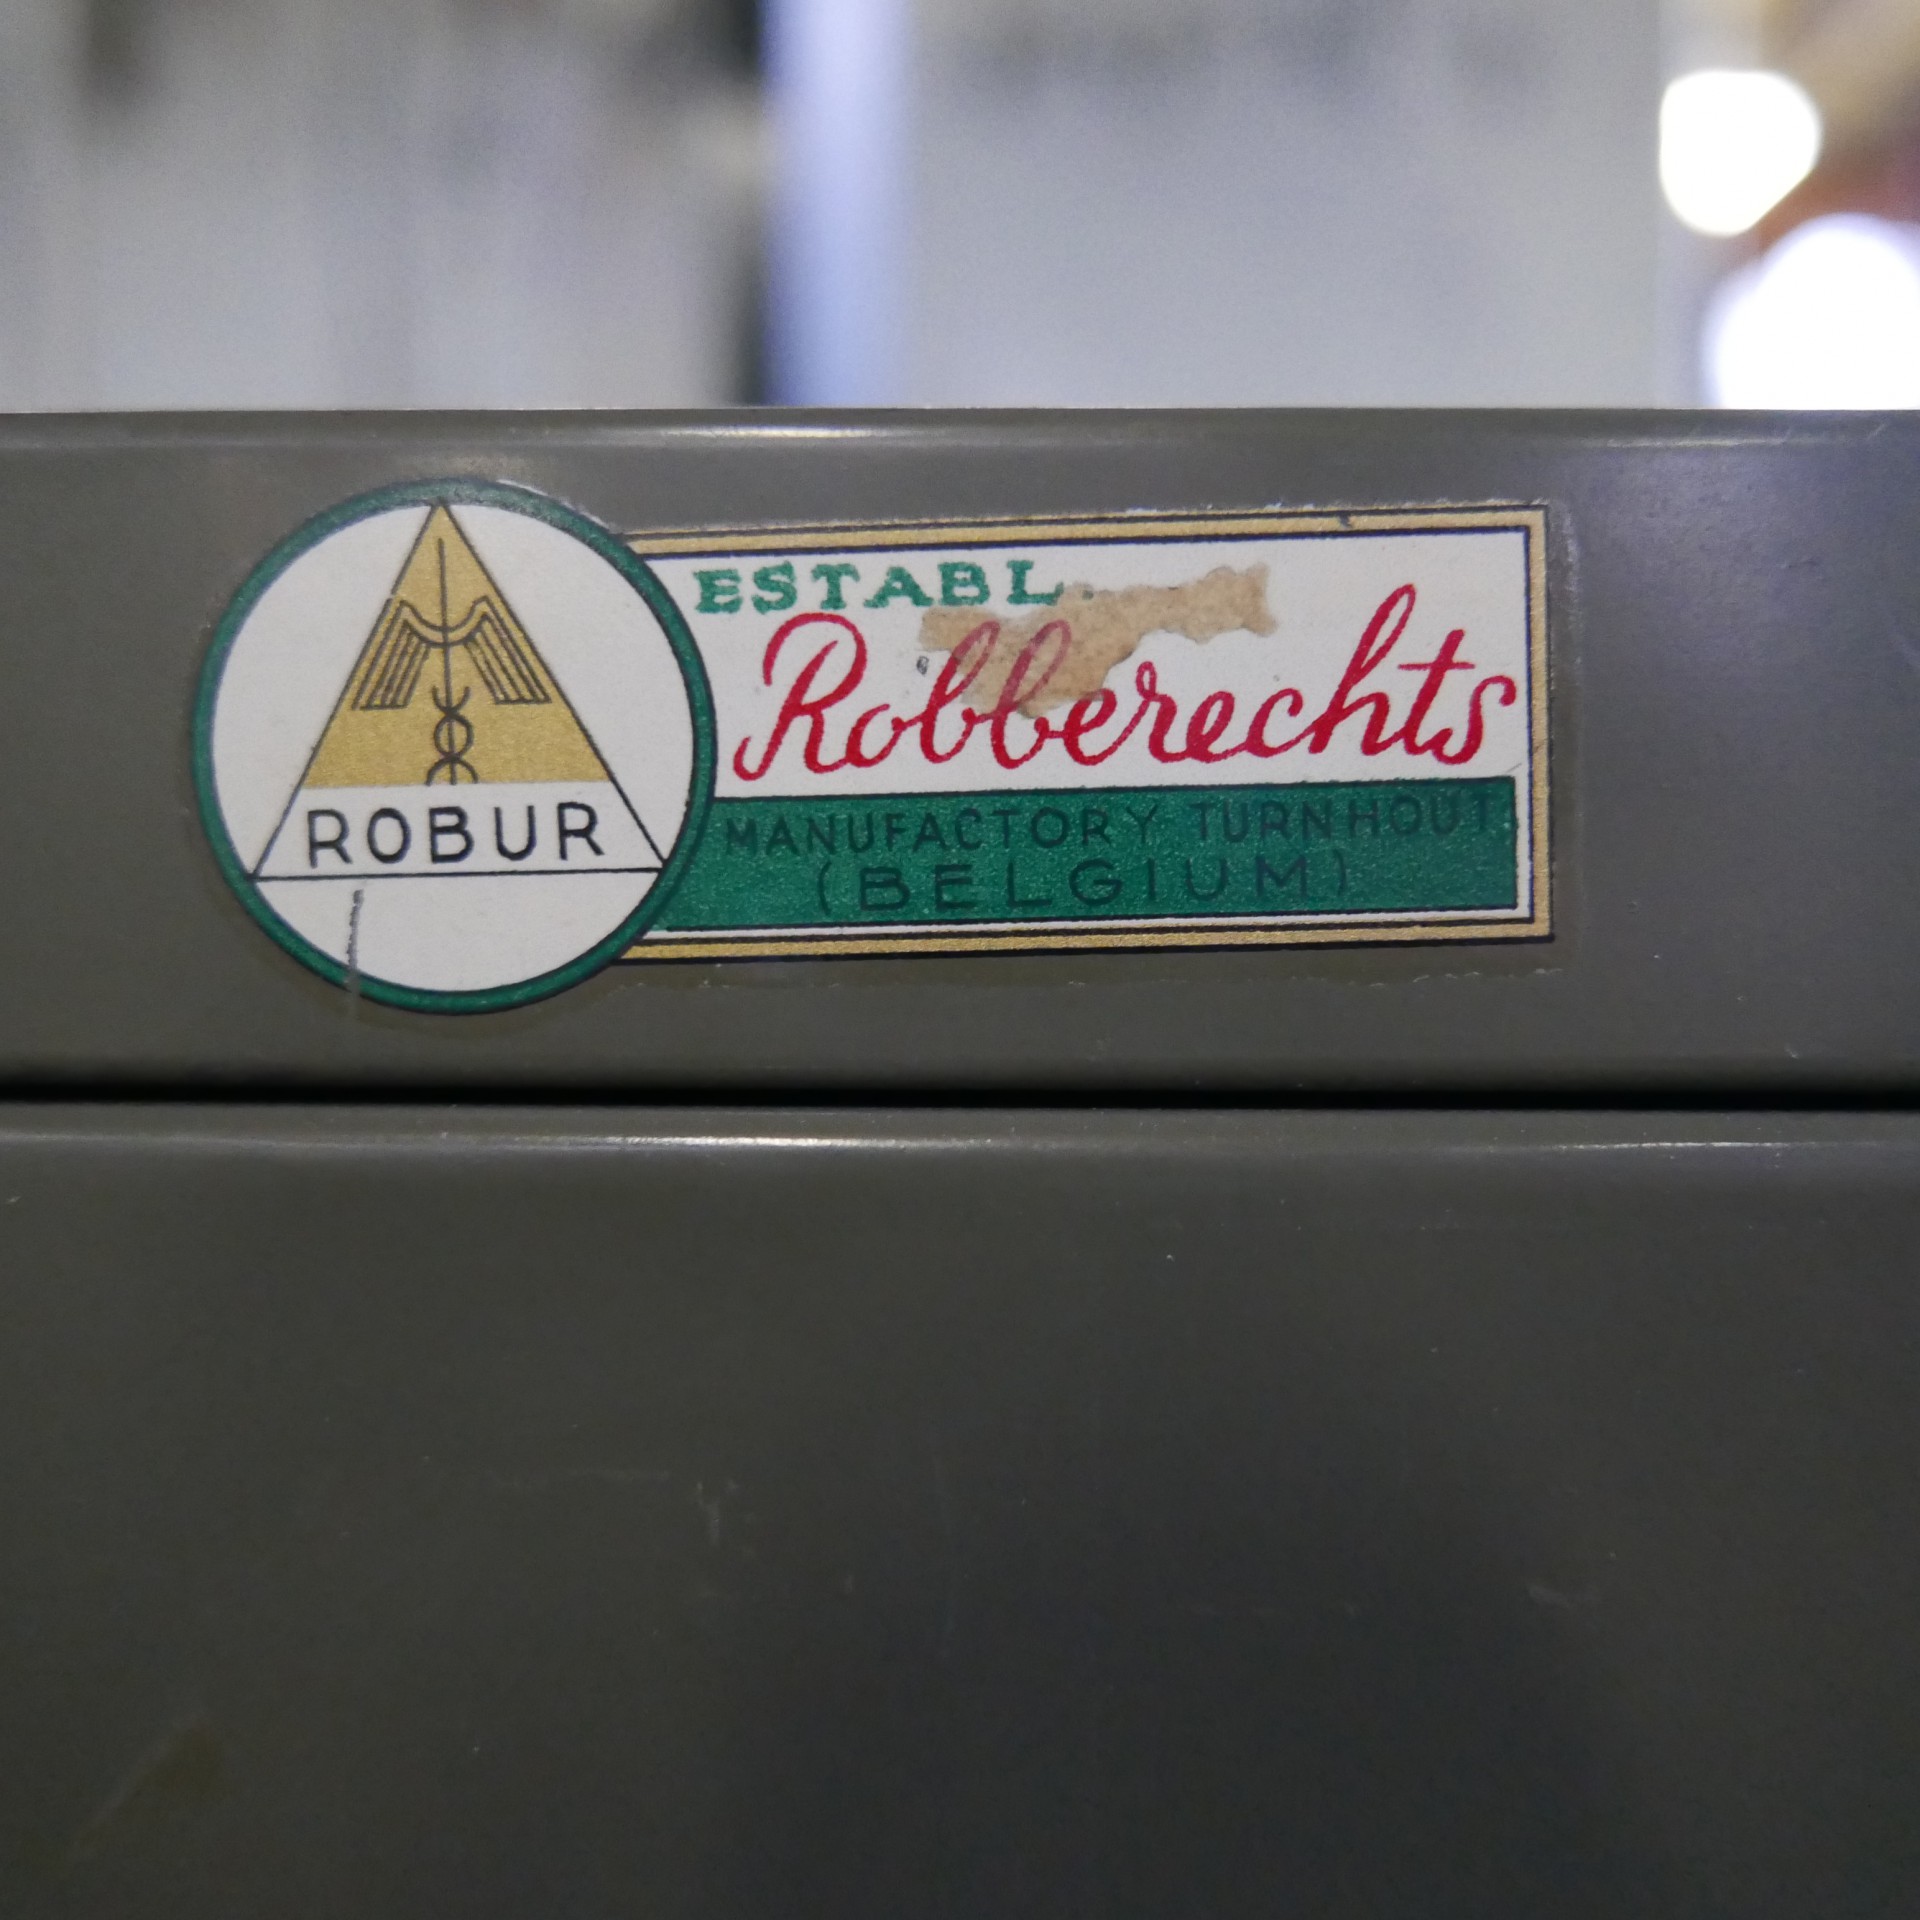 ROBUR
ESTABL.
Robberechts
MANUFACTORY TURNHOUT
(BELGIUM)